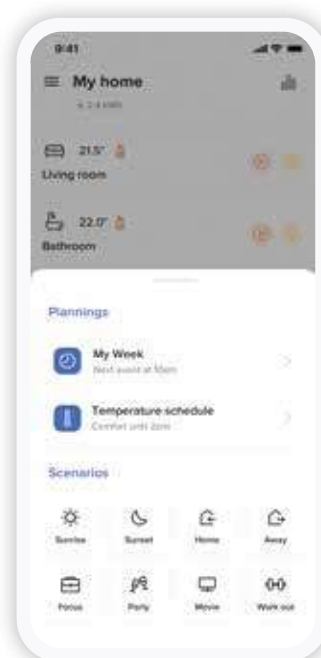 9:41
My home
21.5°
Living room
22.0°
Bathroom
Plannings
My Week
Next event at
Temperature schedule
Comfort until
Scenarios
Sunrise Sunset Home Away
Focus Party Movie Work out